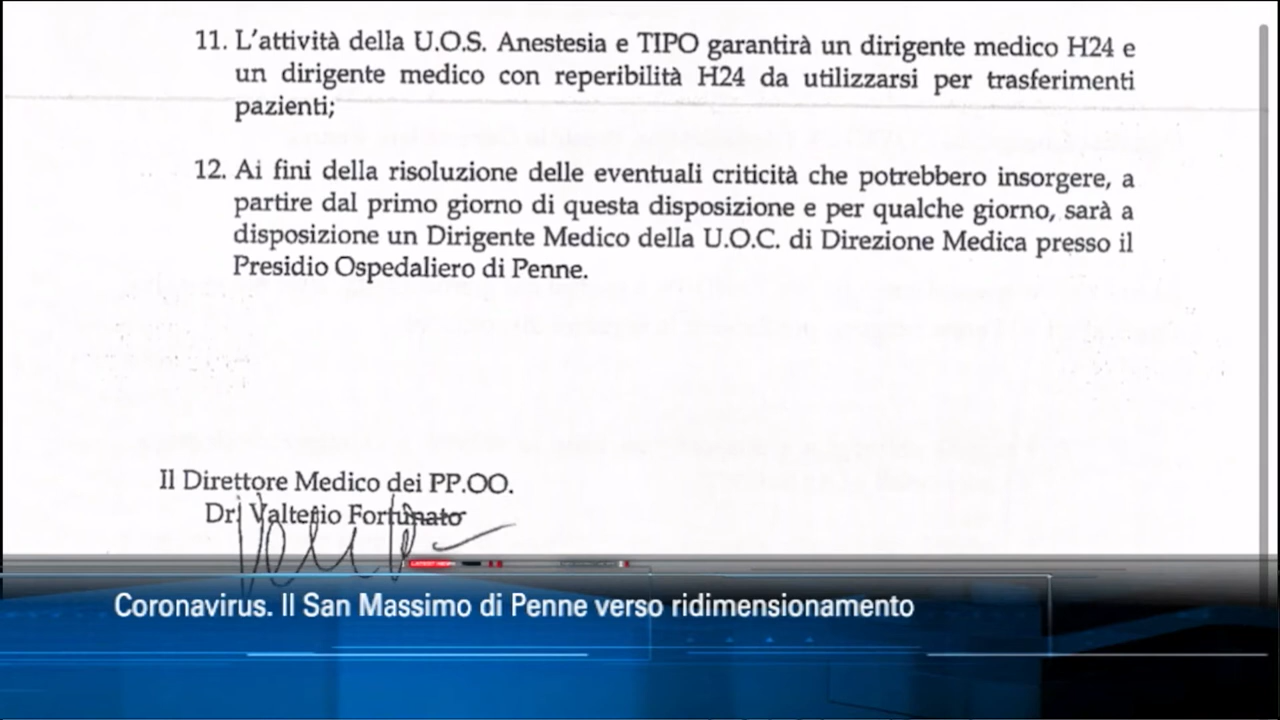 11. L'attività della U.O.S. Anestesia e TIPO garantirà un dirigente medico H24 e
un dirigente medico con reperibilità H24 da utilizzarsi per trasferimenti
pazienti;
12. Ai fini della risoluzione delle eventuali criticità che potrebbero insorgere, a
partire dal primo giorno di questa disposizione e per qualche giorno, sarà a
disposizione un Dirigente Medico della U.O.C. di Direzione Medica presso il
Presidio Ospedaliero di Penne.
Il Direttore Medico dei PP.OO.
Dr. Valterio Fortunato
LATEST NEWS
Coronavirus. Il San Massimo di Penne verso ridimensionamento